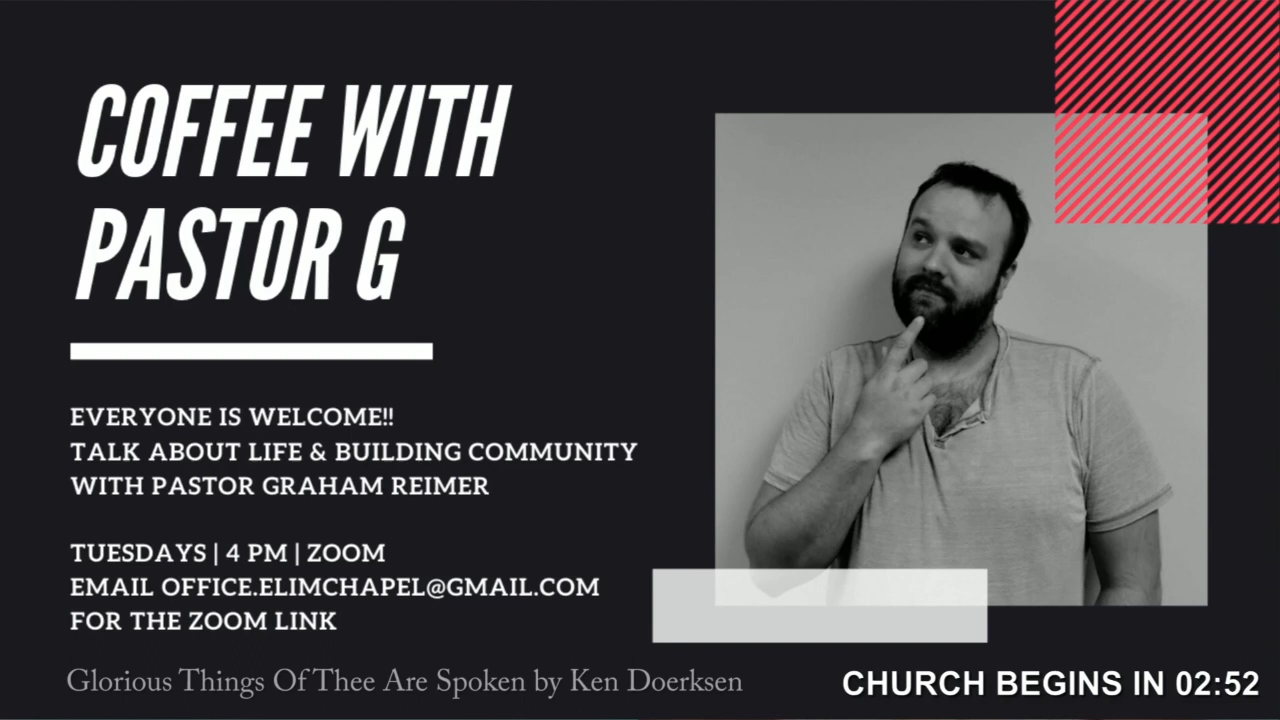 COFFEE WITH
PASTOR G
EVERYONE IS WELCOME!!
TALK ABOUT LIFE & BUILDING COMMUNITY
WITH PASTOR GRAHAM REIMER
TUESDAYS | 4 PM | ZOOM
EMAIL OFFICE.ELIMCHAPEL@GMAIL.COM
FOR THE ZOOM LINK
Glorious Things Of Thee Are Spoken by Ken Doerksen
CHURCH BEGINS IN 02:52